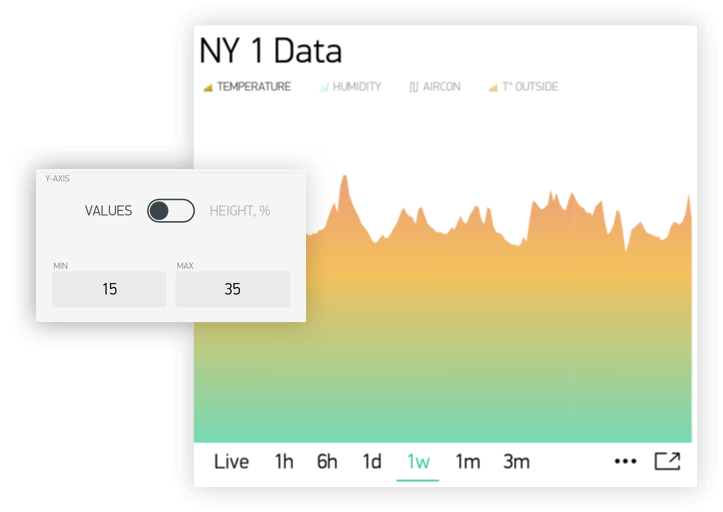 NY 1 Data
TEMPERATURE HUMIDITY AIRCON T° OUTSIDE
Y-AXIS
VALUES HEIGHT, %
MIN MAX
15 35
Live 1h 6h 1d 1w 1m 3m